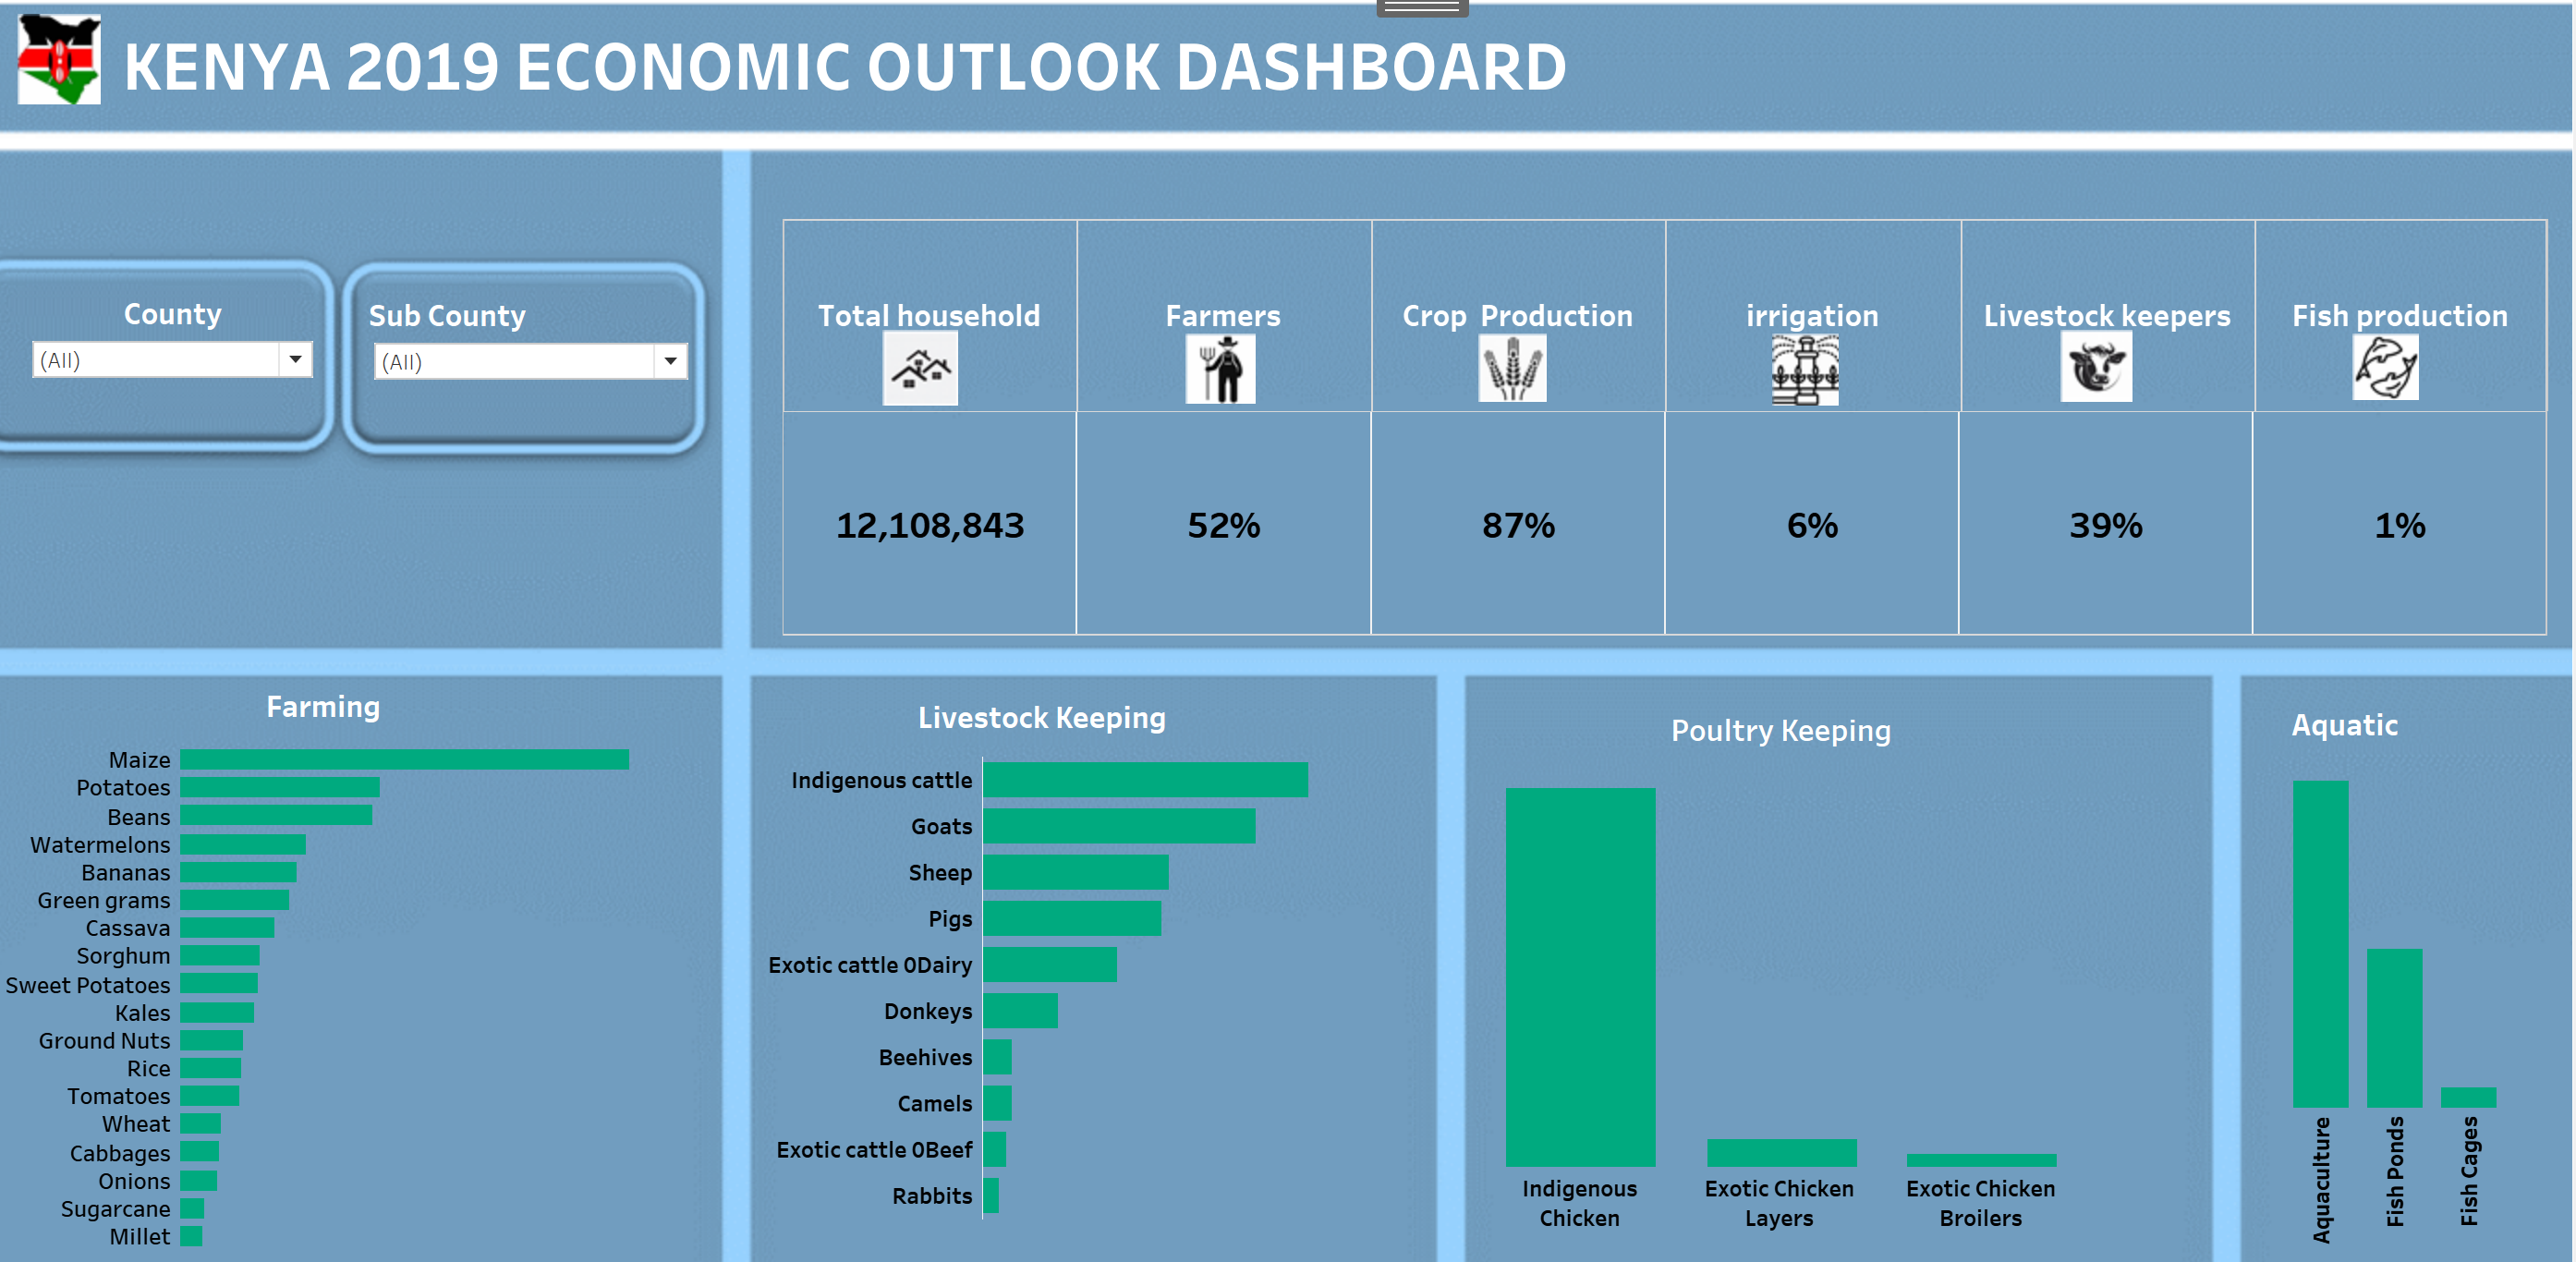 KENYA 2019 ECONOMIC OUTLOOK DASHBOARD
County
(All)
Sub County
(All)
Total household
Farmers
Crop Production
irrigation
Livestock keepers
Fish production
12,108,843
52%
87%
6%
39%
1%
Farming
Maize
Potatoes
Beans
Watermelons
Bananas
Green grams
Cassava
Sorghum
Sweet Potatoes
Kales
Ground Nuts
Rice
Tomatoes
Wheat
Cabbages
Onions
Sugarcane
Millet
Livestock Keeping
Indigenous cattle
Goats
Sheep
Pigs
Exotic cattle 0Dairy
Donkeys
Beehives
Camels
Exotic cattle 0Beef
Rabbits
Poultry Keeping
Indigenous
Chicken
Exotic Chicken
Layers
Exotic Chicken
Broilers
Aquatic
Aquaculture
Fish Ponds
Fish Cages